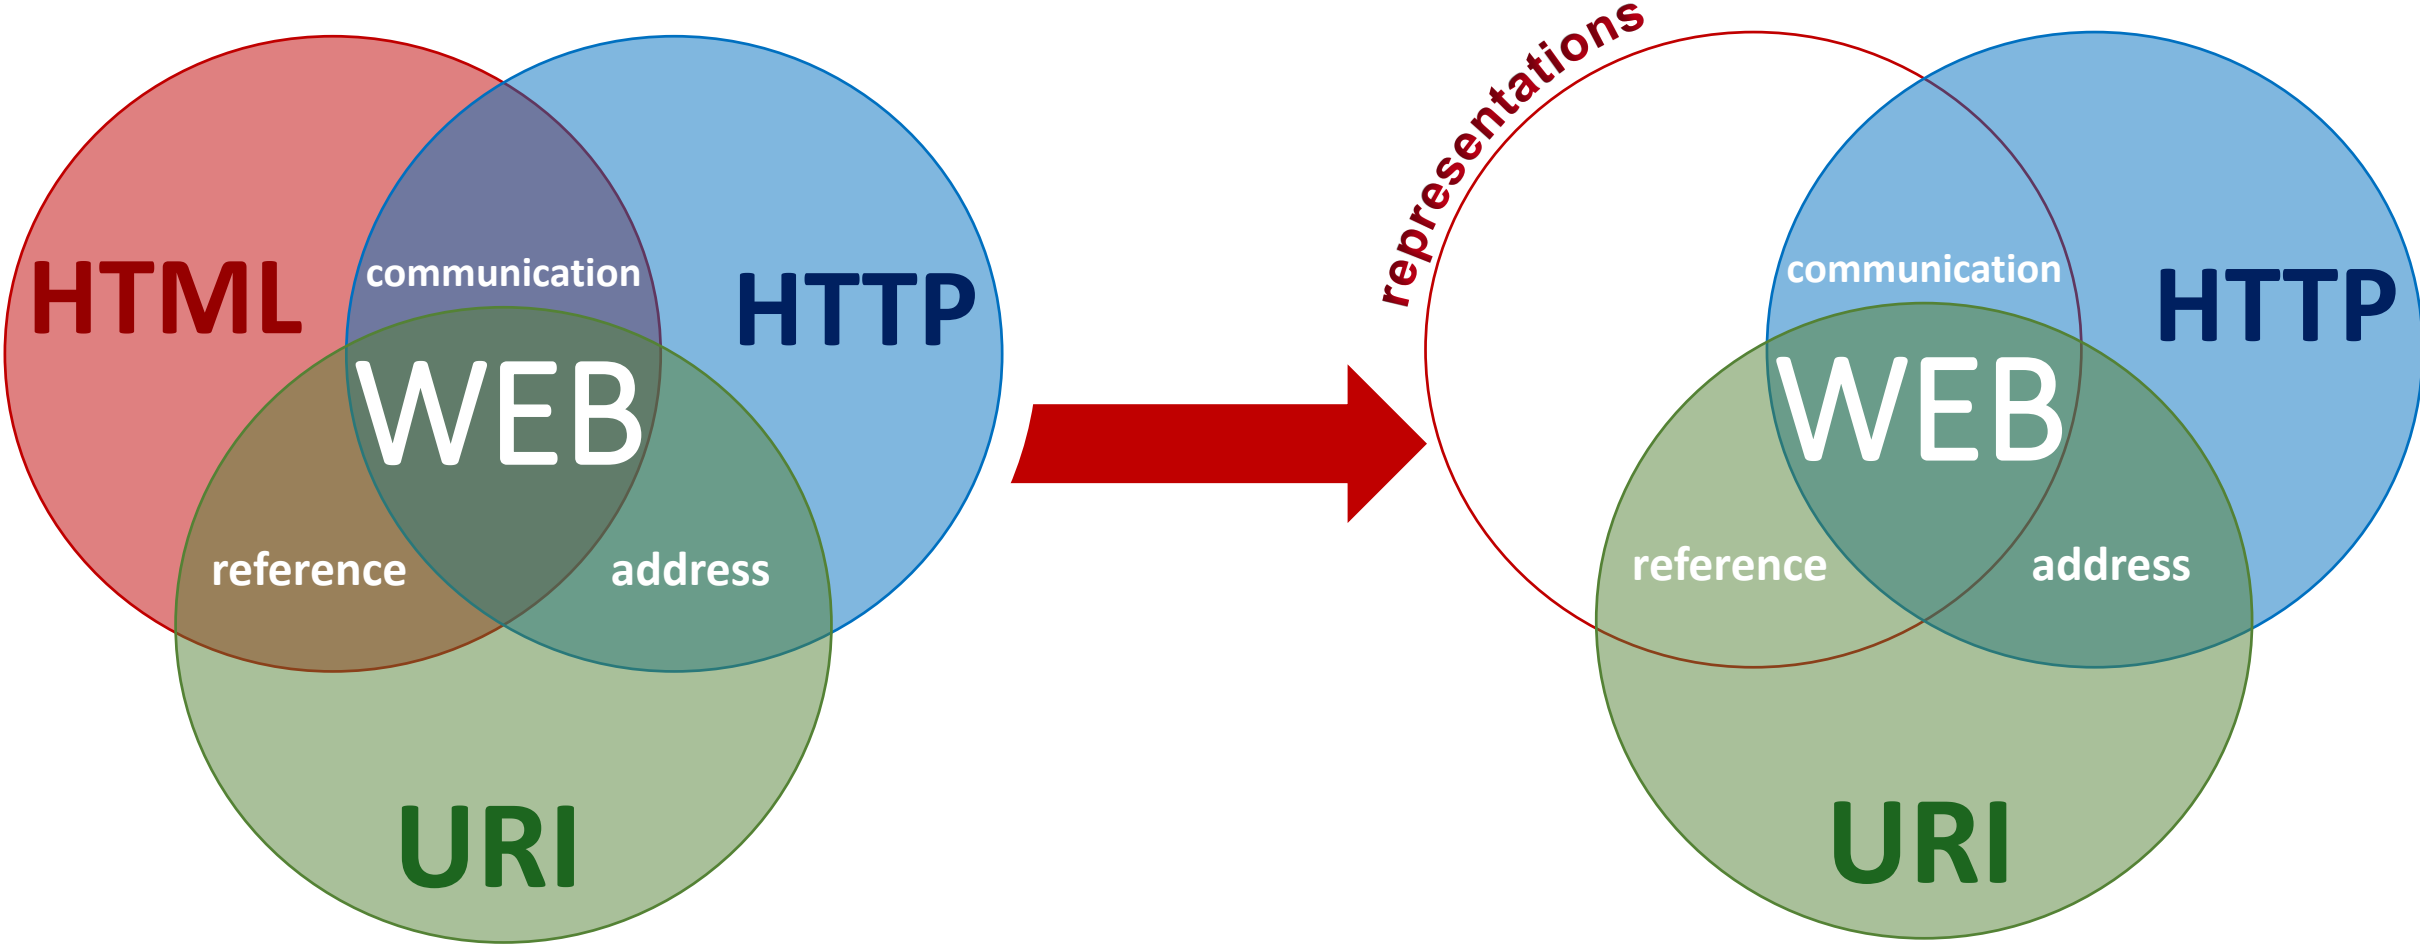 HTML
communication
HTTP
WEB
reference
address
URI
representations
communication
HTTP
WEB
reference
address
URI